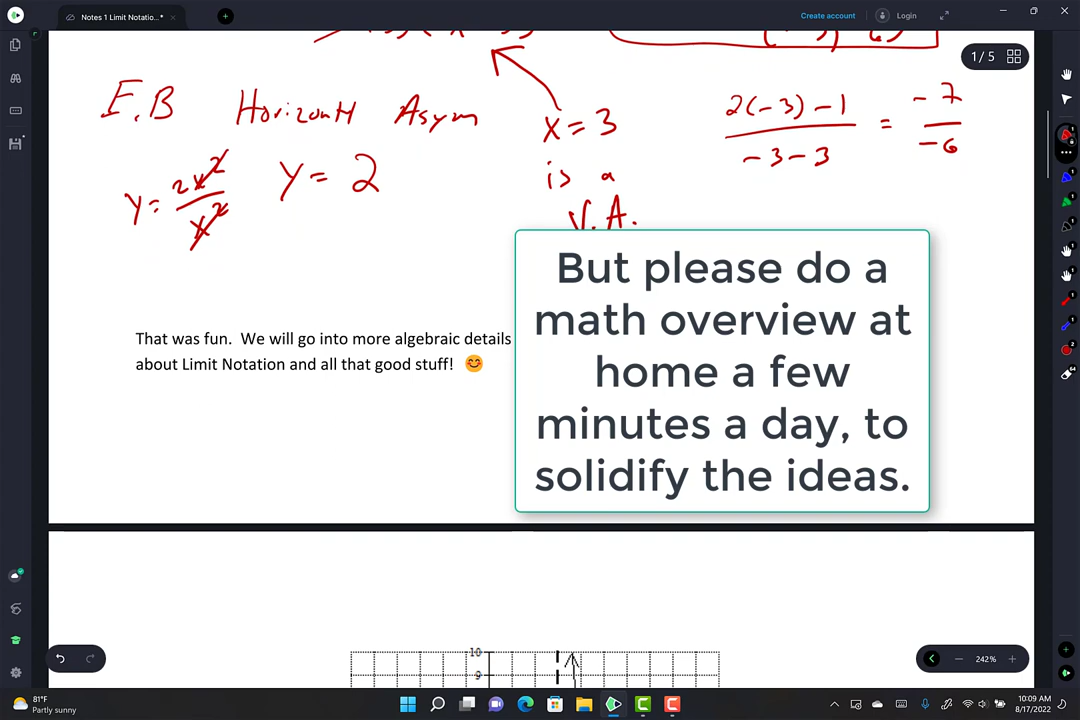 Notes 1 Limit Notatio...*
Create account
Login
1 / 5
E.B Horizontl Asym
x = 3
is a
V.A.
2(-3) - 1 / -3 - 3 = -7 / -6
y = 2x² / x²
y = 2
But please do a
math overview at
home a few
minutes a day, to
solidify the ideas.
That was fun. We will go into more algebraic details
about Limit Notation and all that good stuff! 😊
10
9
242%
81°F
Partly sunny
10:09 AM
8/17/2022